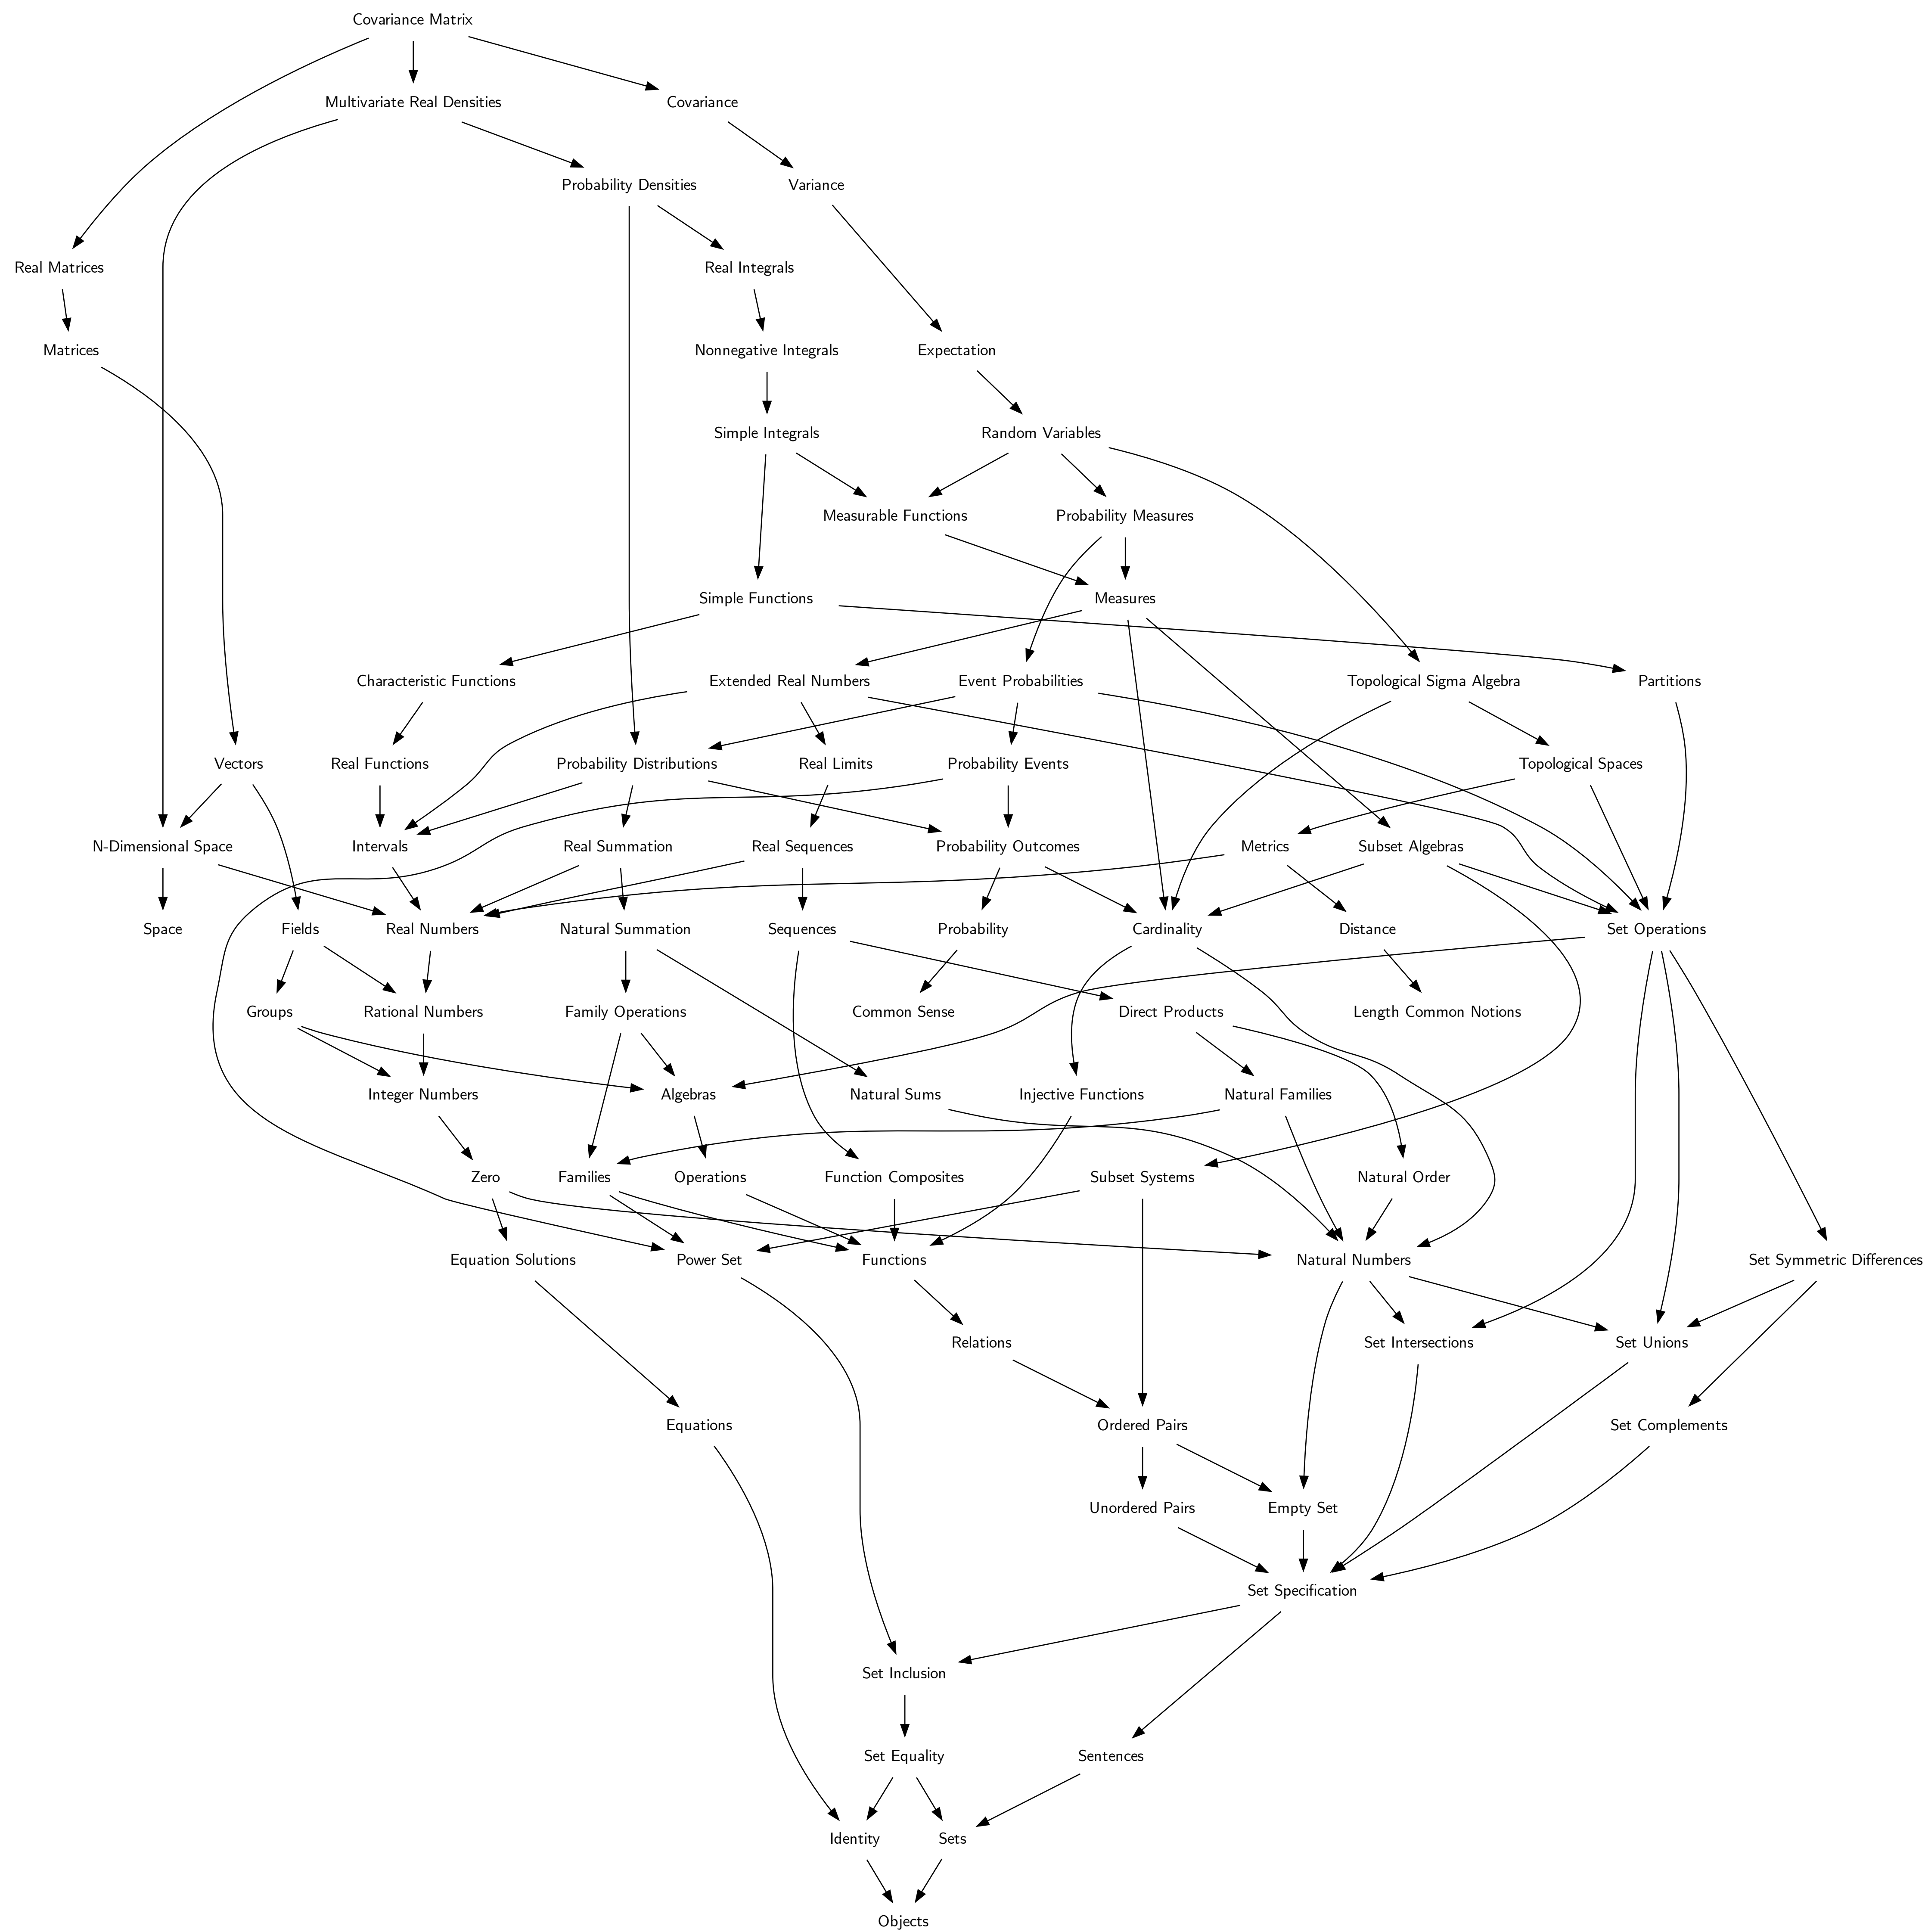 Covariance Matrix
Multivariate Real Densities
Covariance
Probability Densities
Variance
Real Matrices
Real Integrals
Matrices
Nonnegative Integrals
Expectation
Simple Integrals
Random Variables
Measurable Functions
Probability Measures
Simple Functions
Measures
Characteristic Functions
Extended Real Numbers
Event Probabilities
Topological Sigma Algebra
Partitions
Vectors
Real Functions
Probability Distributions
Real Limits
Probability Events
Topological Spaces
N-Dimensional Space
Intervals
Real Summation
Real Sequences
Probability Outcomes
Metrics
Subset Algebras
Space
Fields
Real Numbers
Natural Summation
Sequences
Probability
Cardinality
Distance
Set Operations
Groups
Rational Numbers
Family Operations
Common Sense
Direct Products
Length Common Notions
Integer Numbers
Algebras
Natural Sums
Injective Functions
Natural Families
Zero
Families
Operations
Function Composites
Subset Systems
Natural Order
Equation Solutions
Power Set
Functions
Natural Numbers
Set Symmetric Differences
Relations
Set Intersections
Set Unions
Equations
Ordered Pairs
Set Complements
Unordered Pairs
Empty Set
Set Specification
Set Inclusion
Set Equality
Sentences
Identity
Sets
Objects